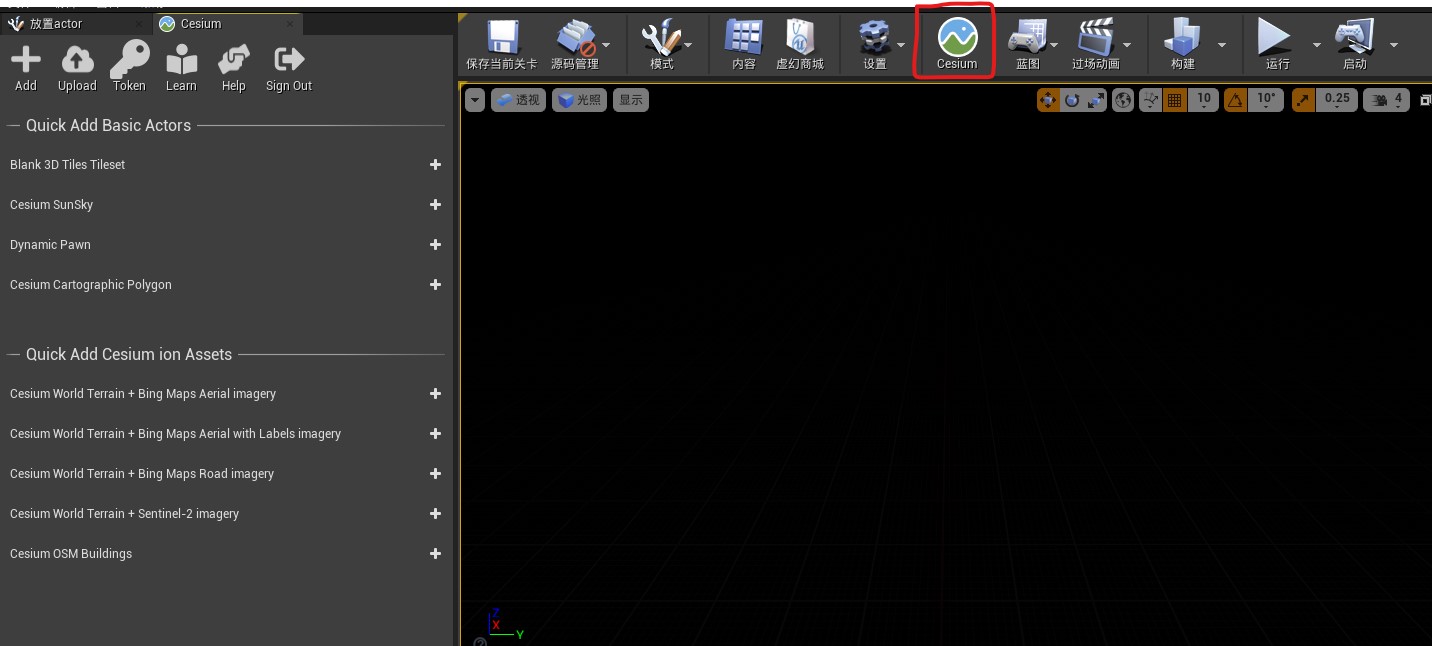 放置actor
Cesium
Add
Upload
Token
Learn
Help
Sign Out
Quick Add Basic Actors
Blank 3D Tiles Tileset
Cesium SunSky
Dynamic Pawn
Cesium Cartographic Polygon
Quick Add Cesium ion Assets
Cesium World Terrain + Bing Maps Aerial imagery
Cesium World Terrain + Bing Maps Aerial with Labels imagery
Cesium World Terrain + Bing Maps Road imagery
Cesium World Terrain + Sentinel-2 imagery
Cesium OSM Buildings
保存当前关卡
源码管理
模式
内容
虚幻商城
设置
Cesium
蓝图
过场动画
构建
运行
启动
透视
光照
显示
10
10°
0.25
4
Z
X
Y